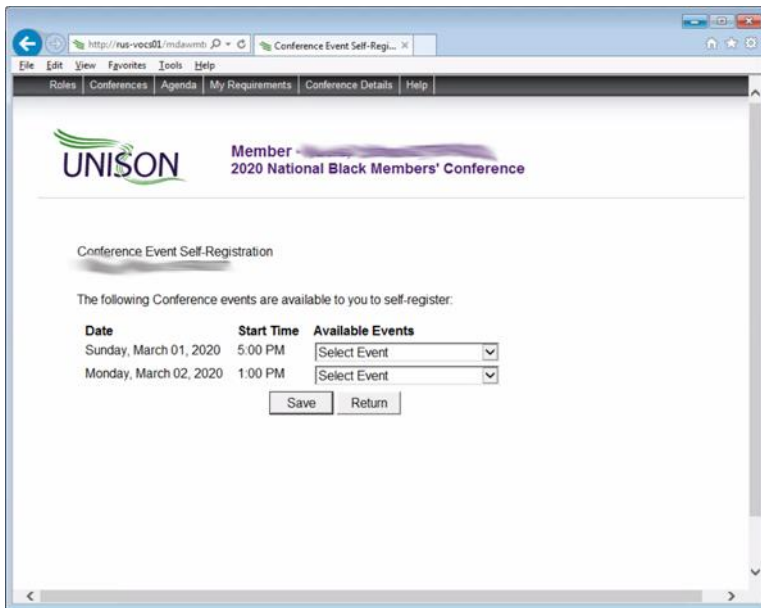 http://rus-vocs01/mdawmt
Conference Event Self-Regi...
File Edit View Favorites Tools Help
Roles Conferences Agenda My Requirements Conference Details Help
UNISON
Member -
2020 National Black Members' Conference
Conference Event Self-Registration
The following Conference events are available to you to self-register:
Date Start Time Available Events
Sunday, March 01, 2020 5:00 PM Select Event
Monday, March 02, 2020 1:00 PM Select Event
Save Return